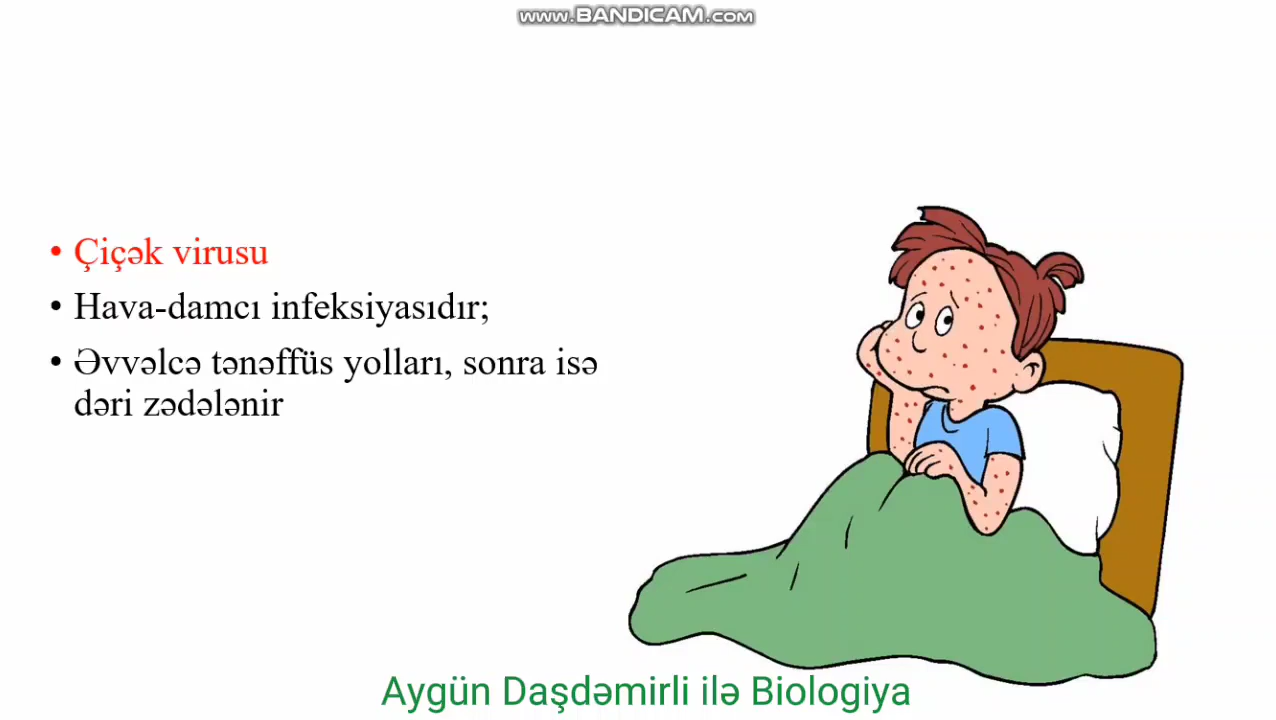 www.BANDICAM.com
• Çiçək virusu
• Hava-damcı infeksiyasıdır;
• Əvvəlcə tənəffüs yolları, sonra isə
dəri zədələnir
Aygün Daşdəmirli ilə Biologiya